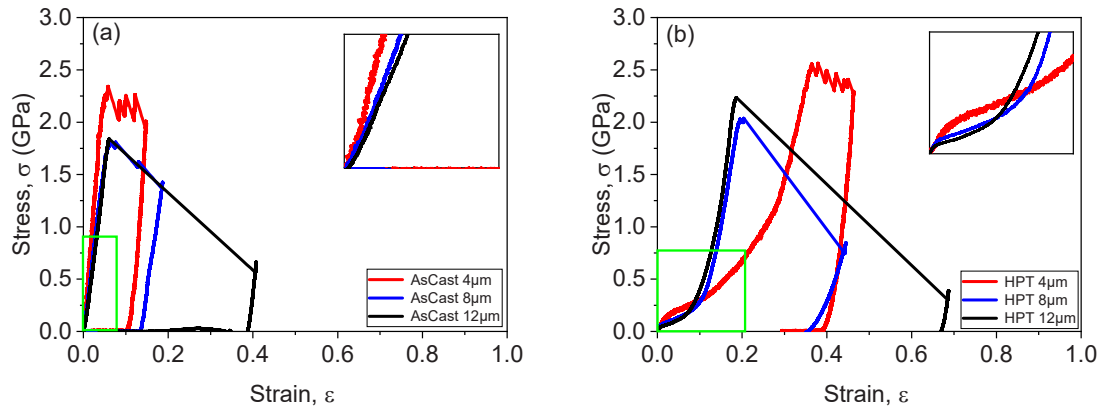 (a)
3.0
2.5
2.0
1.5
1.0
0.5
0.0
Stress, σ (GPa)
AsCast 4μm
AsCast 8μm
AsCast 12μm
0.0 0.2 0.4 0.6 0.8 1.0
Strain, ε
(b)
3.0
2.5
2.0
1.5
1.0
0.5
0.0
Stress, σ (GPa)
HPT 4μm
HPT 8μm
HPT 12μm
0.0 0.2 0.4 0.6 0.8 1.0
Strain, ε